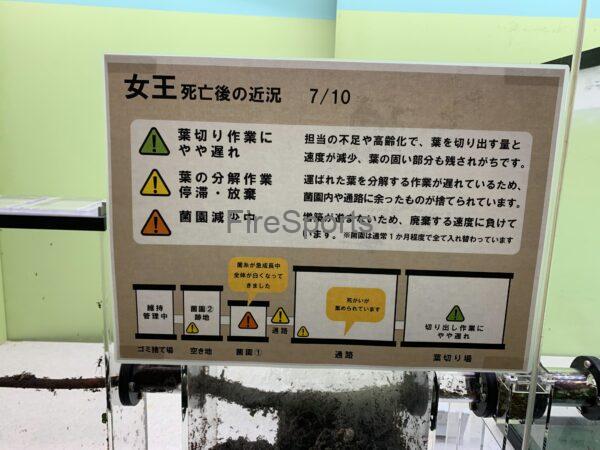 女王 死亡後の近況 7/10
葉切り作業に
やや遅れ
担当の不足や高齢化で、葉を切り出す量と
速度が減少、葉の固い部分も残されがちです。
葉の分解作業
停滞・放棄
運ばれた葉を分解する作業が遅れているため、
菌園内や通路に余ったものが捨てられています。
菌園減少中
増築が進まないため、廃棄する速度に負けて
います。※菌園は通常1か月程度で全て入れ替わっています
FireSports
菌糸が急成長中
全体が白くなって
きました
維持
管理中
菌園②
跡地
通路
死がいが
集められています
切り出し作業に
やや遅れ
ゴミ捨て場
空き地
菌園①
通路
葉切り場